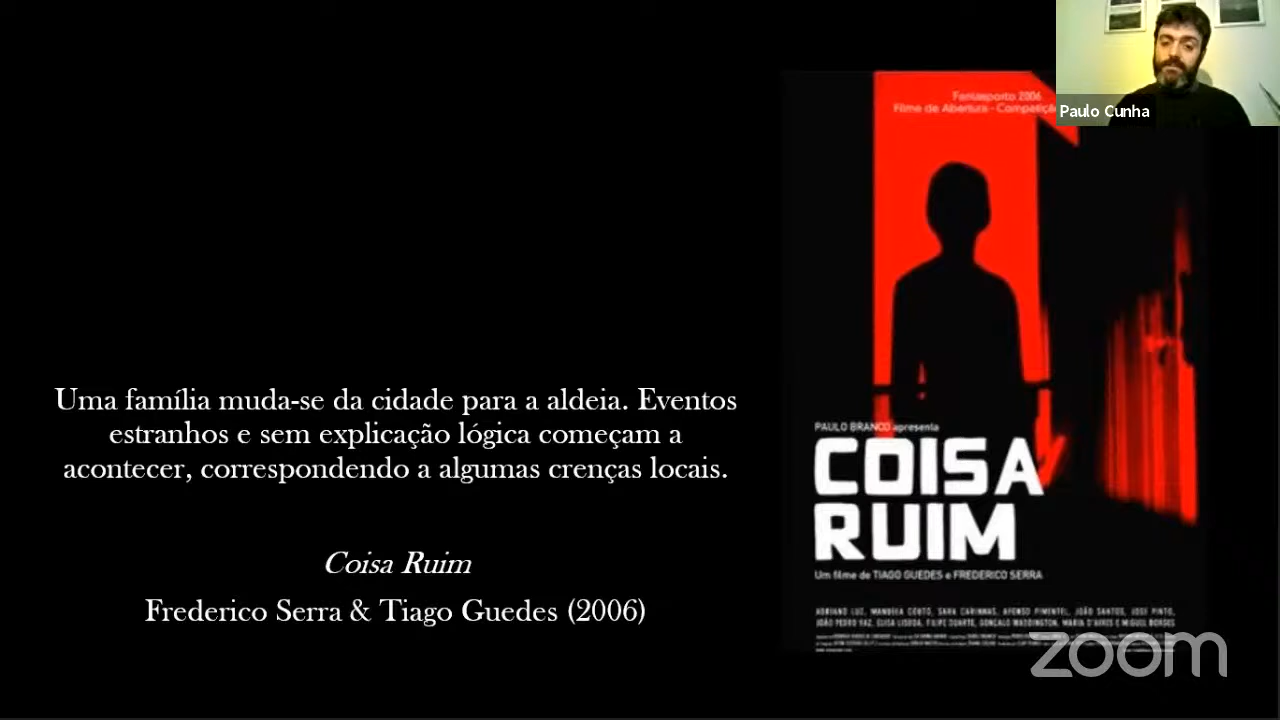 Paulo Cunha
Fantasporto 2006
Filme de Abertura - Competição
Uma família muda-se da cidade para a aldeia. Eventos
estranhos e sem explicação lógica começam a
acontecer, correspondendo a algumas crenças locais.
Coisa Ruim
Frederico Serra & Tiago Guedes (2006)
PAULO BRANCO apresenta
COISA
RUIM
Um filme de TIAGO GUEDES e FREDERICO SERRA
ADRIANO LUZ, MANUELA COUTO, SARA CARINHAS, AFONSO PIMENTEL, JOÃO SANTOS, JOSÉ PINTO,
JOÃO PEDRO VAZ, ELISA LISBOA, FILIPE DUARTE, GONÇALO WADDINGTON, MARIA D'AIRES E MIGUEL BORGES
zoom